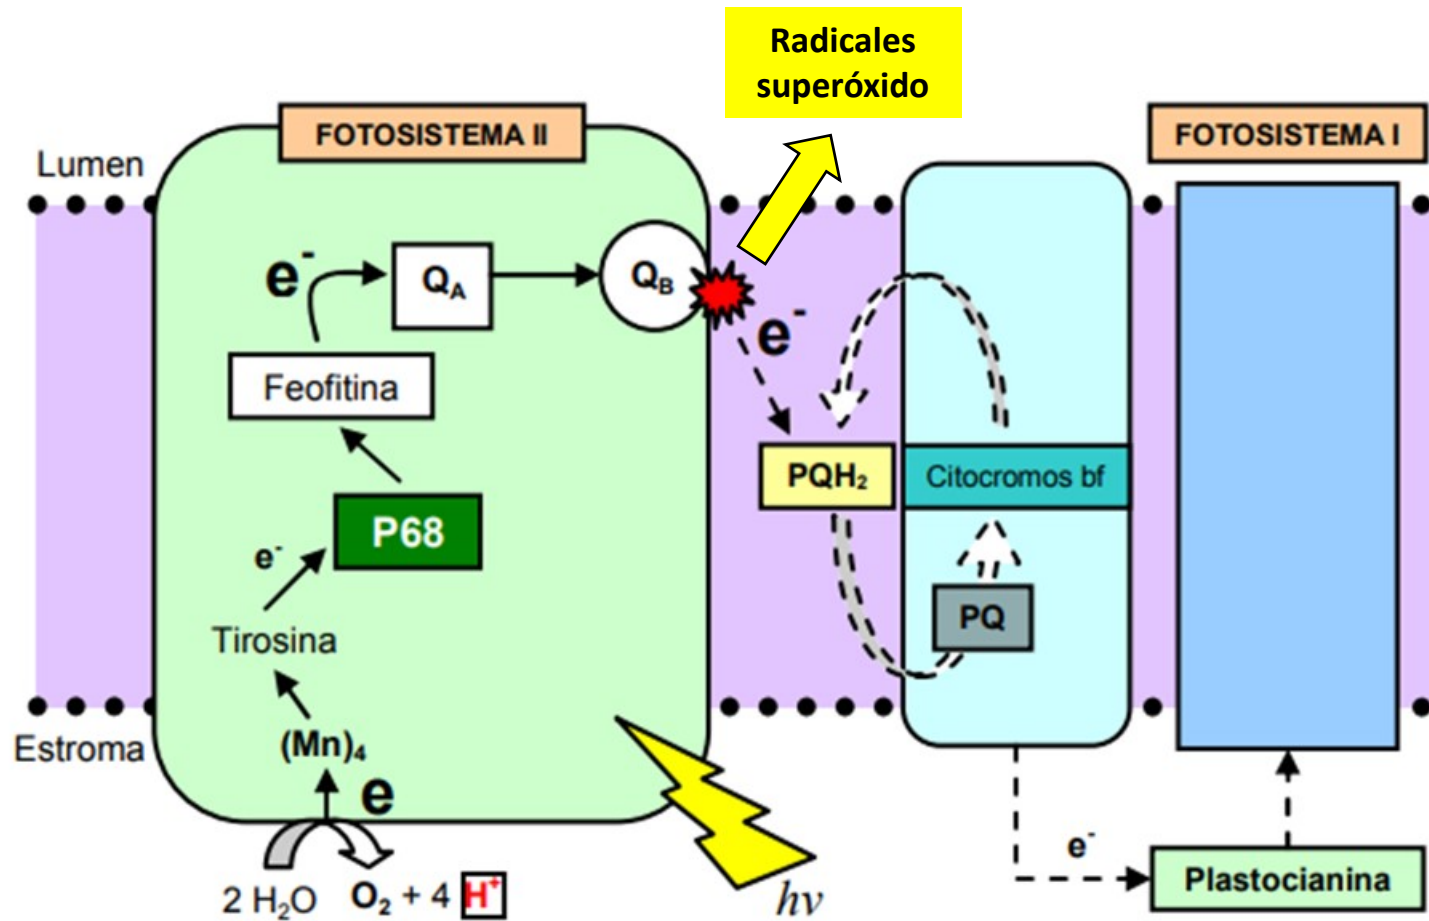 Radicales
superóxido
FOTOSISTEMA II
FOTOSISTEMA I
Lumen
e-
QA
QB
e-
Feofitina
PQH2
Citocromos bf
P68
e-
PQ
Tirosina
Estroma
(Mn)4
e
e-
Plastocianina
2 H2O O2 + 4 H+
hv